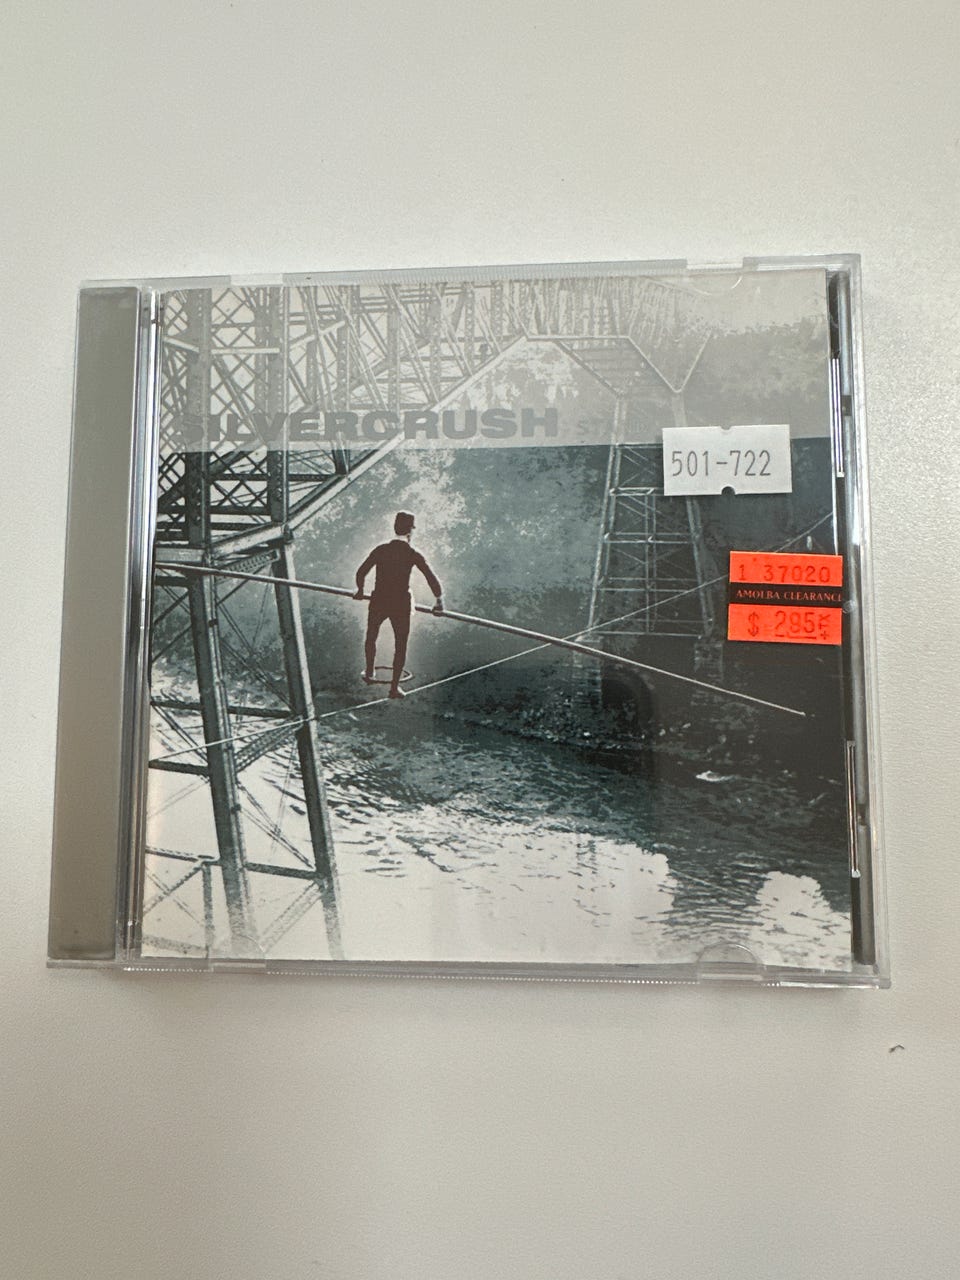 SILVERCRUSH
501-722
1 37020
AMOEBA CLEARANCE
$ 2.95